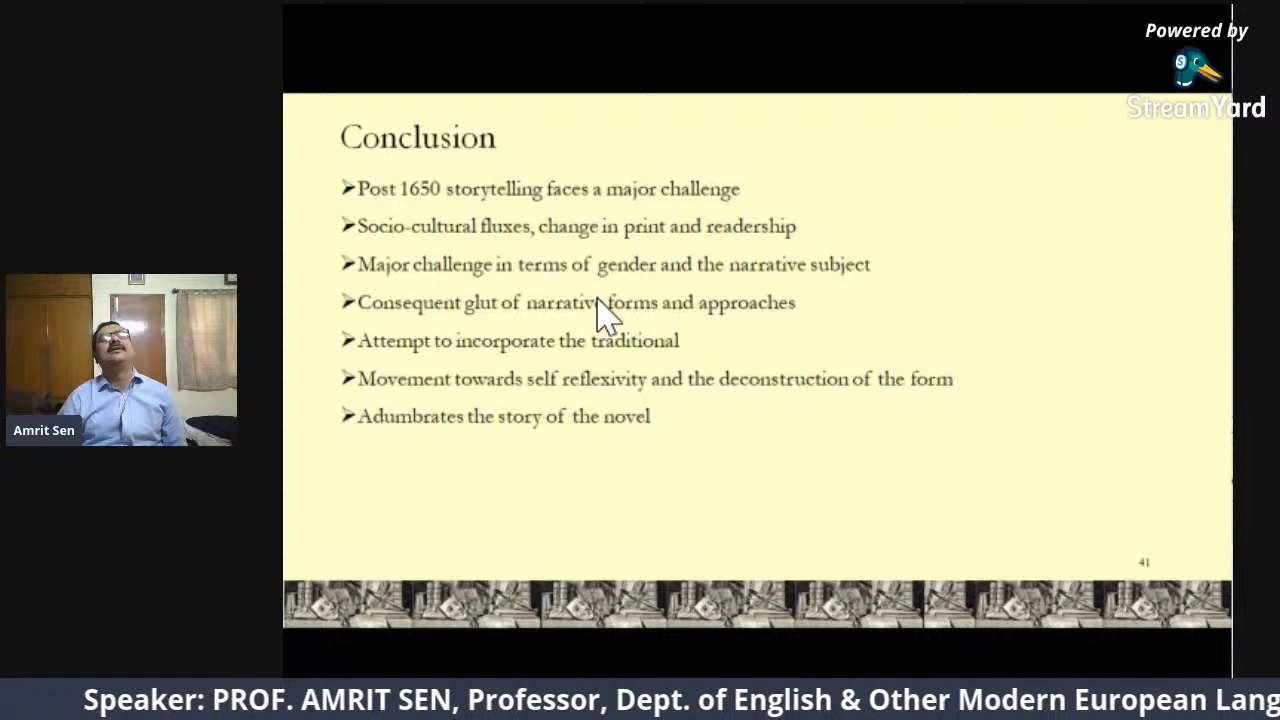 Powered by
StreamYard
Conclusion
➢Post 1650 storytelling faces a major challenge
➢Socio-cultural fluxes, change in print and readership
➢Major challenge in terms of gender and the narrative subject
➢Consequent glut of narrative forms and approaches
➢Attempt to incorporate the traditional
➢Movement towards self reflexivity and the deconstruction of the form
➢Adumbrates the story of the novel
Amrit Sen
41
Speaker: PROF. AMRIT SEN, Professor, Dept. of English & Other Modern European Lang